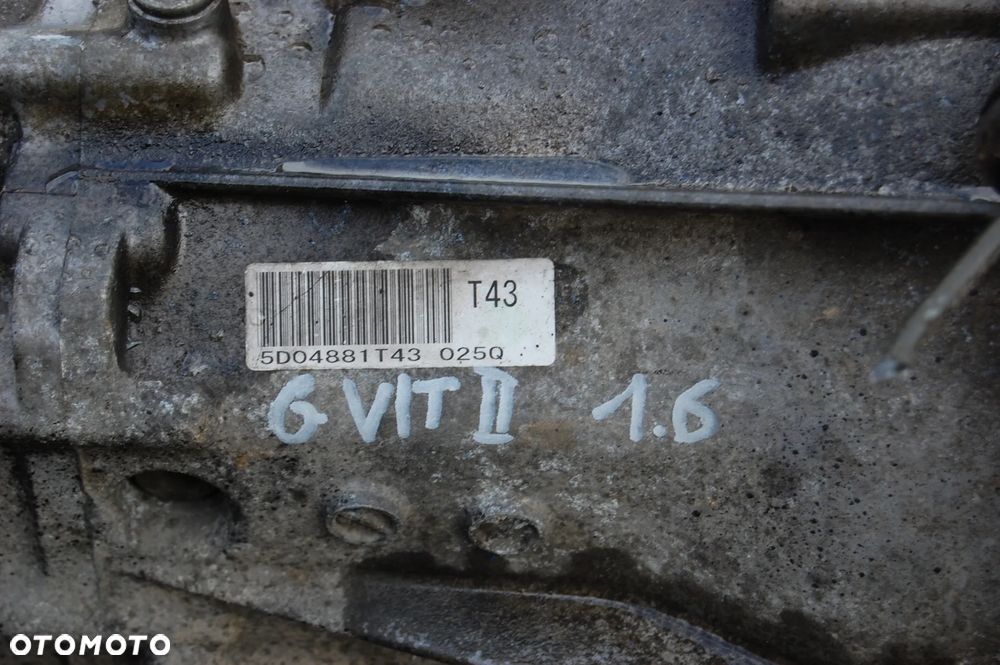 T43
5D04881T43 025Q
G VIT II 1.6
OTOMOTO